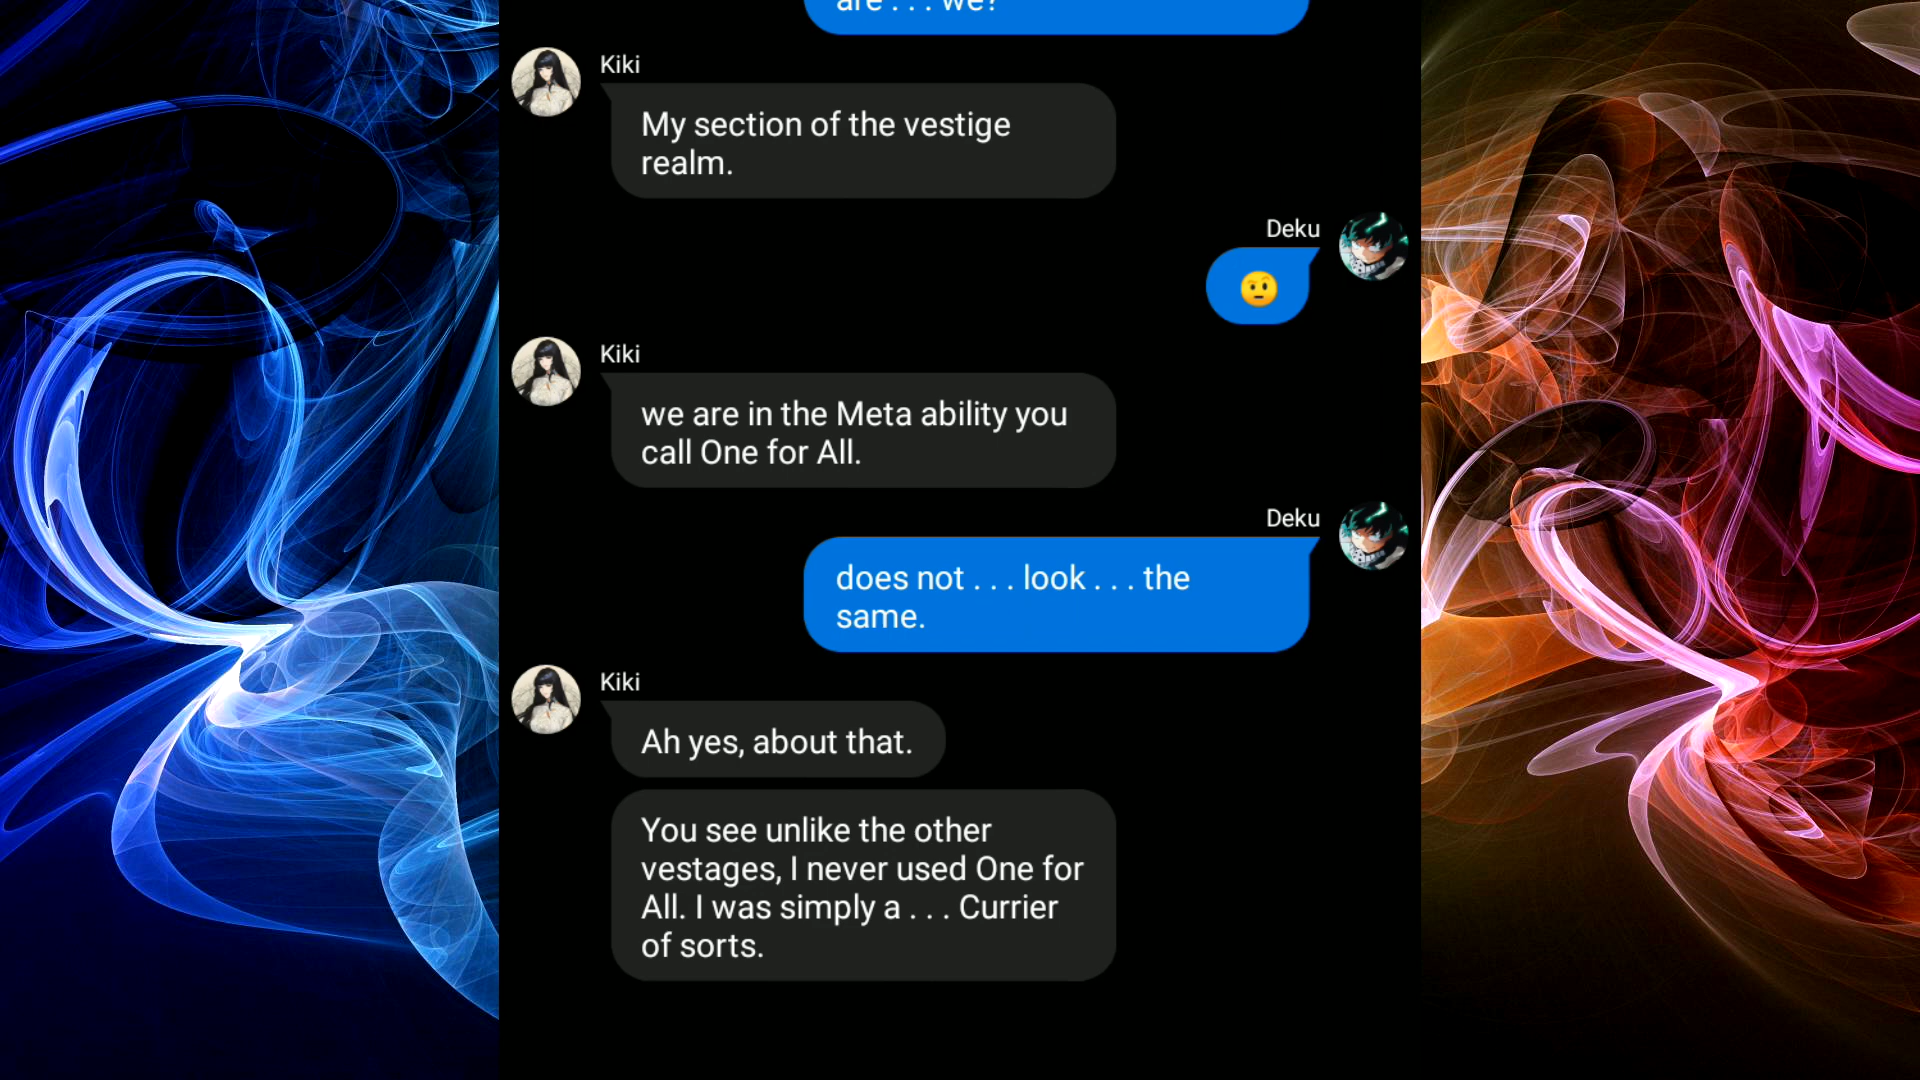 are . . . we?
Kiki
My section of the vestige
realm.
Deku
🤨
Kiki
we are in the Meta ability you
call One for All.
Deku
does not . . . look . . . the
same.
Kiki
Ah yes, about that.
You see unlike the other
vestages, I never used One for
All. I was simply a . . . Currier
of sorts.